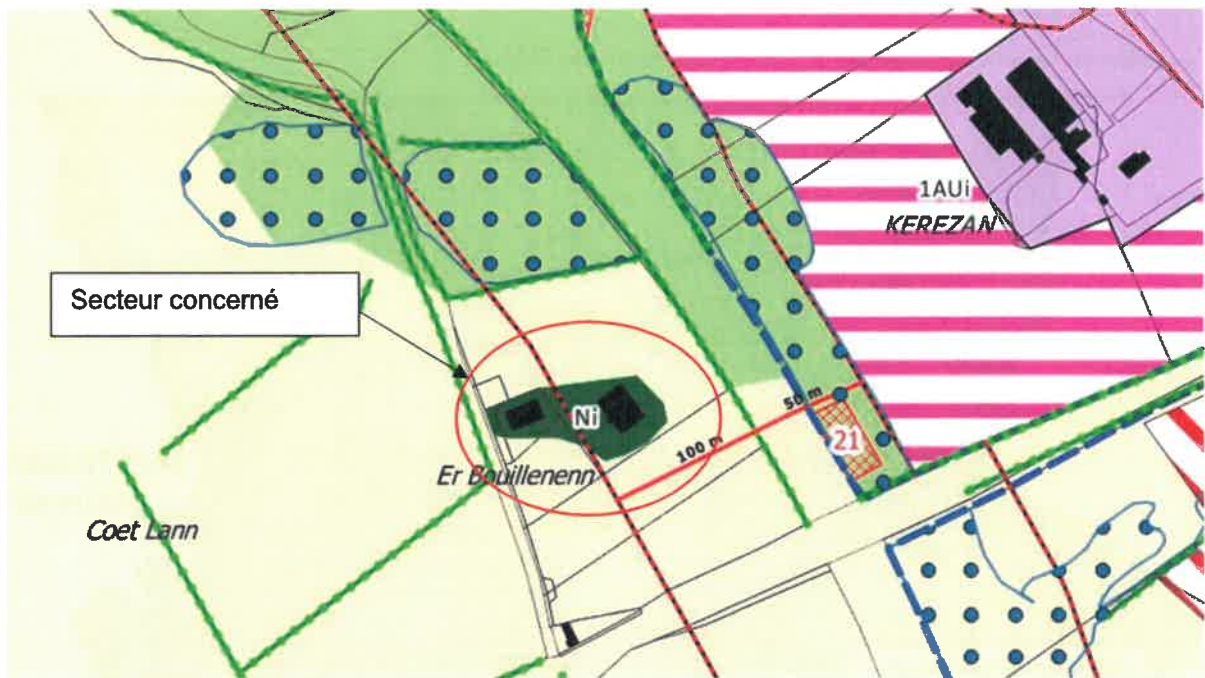 1AUi
KEREZAN
Secteur concerné
50 m
Ni
21
100 m
Er Bouillenenn
Coet Lann